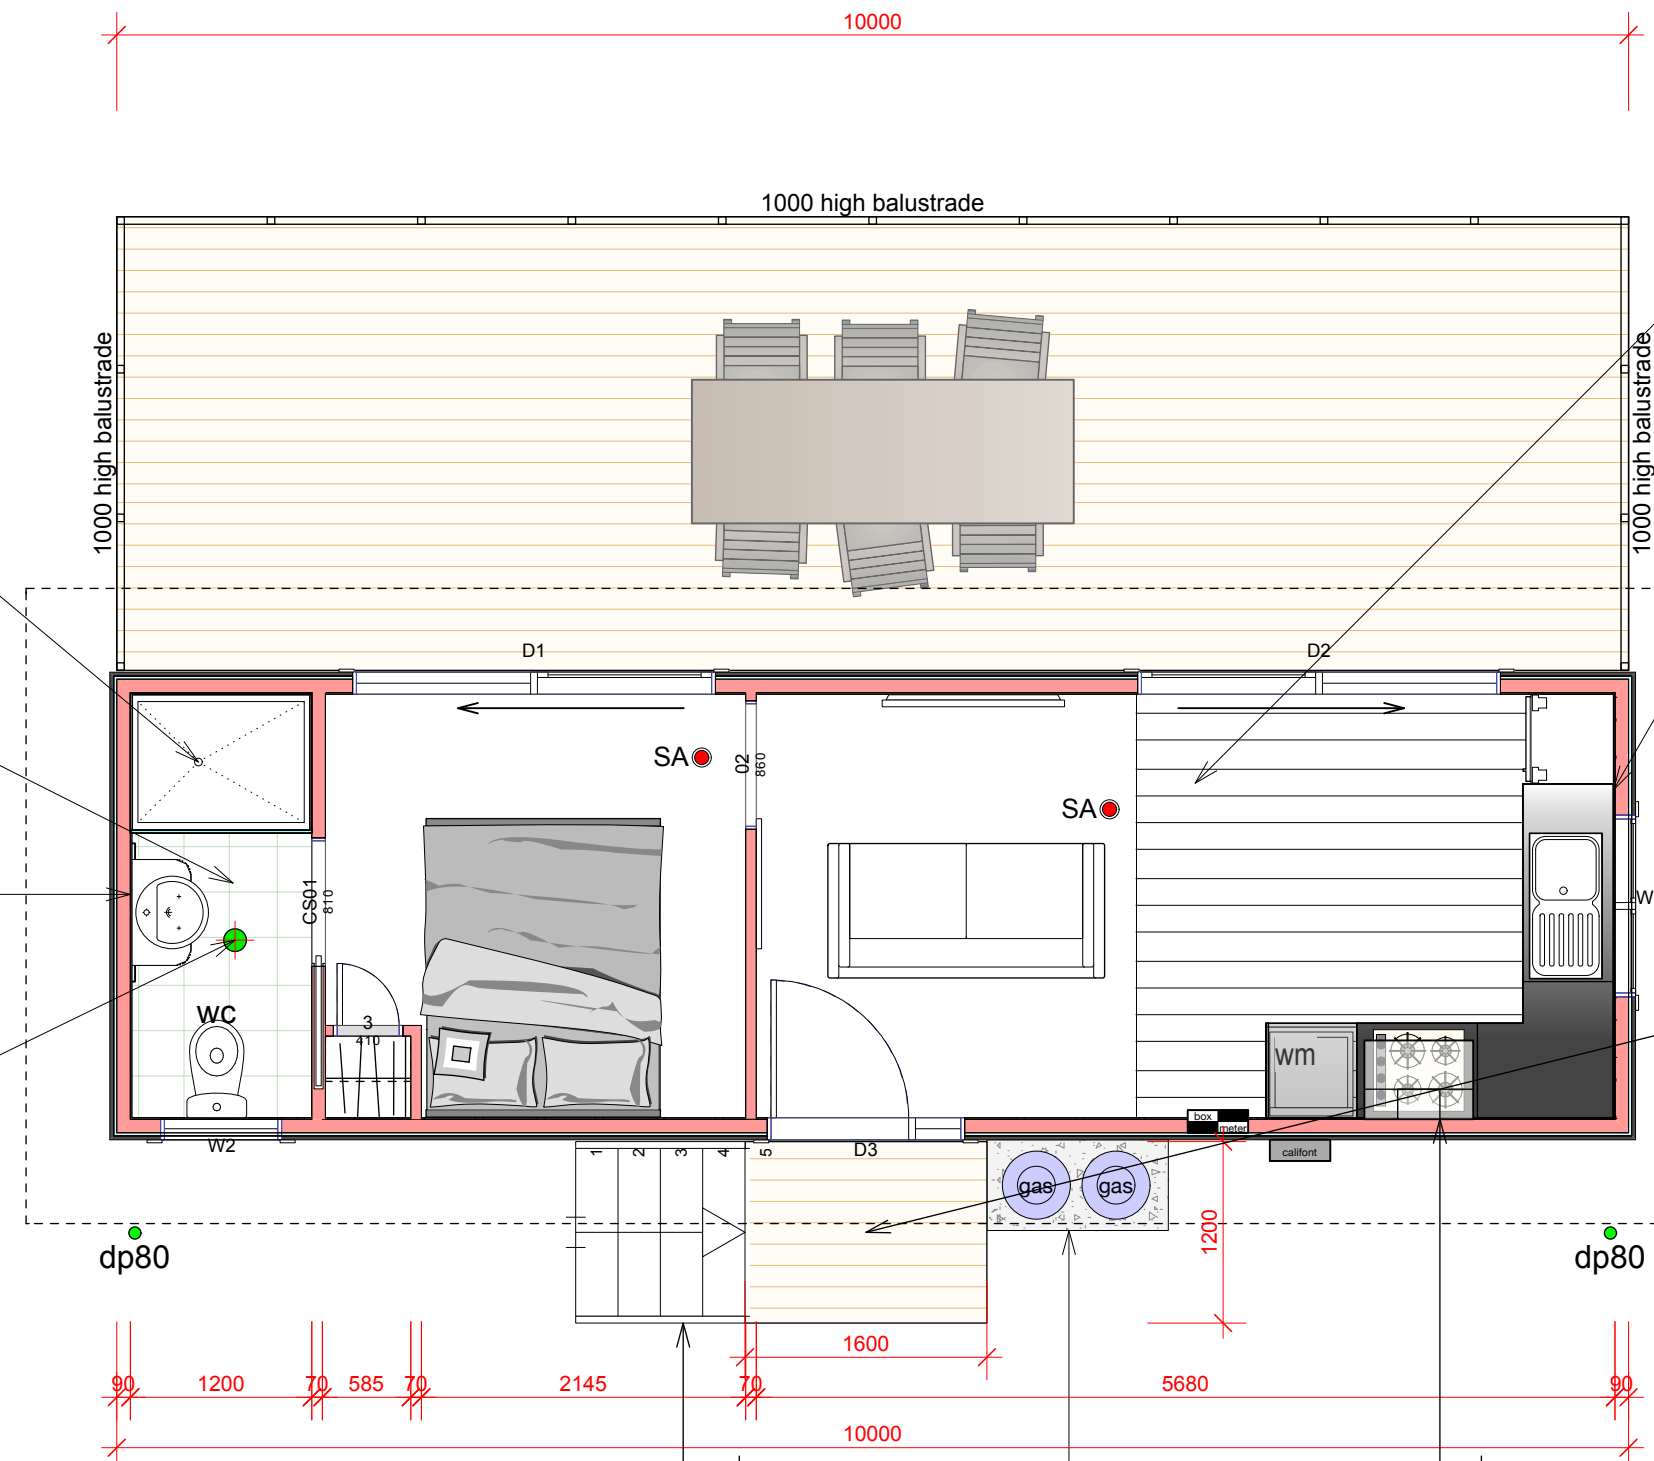 10000
1000 high balustrade
1000 high balustrade
1000 high balustrade
D1
D2
SA
02
860
SA
CS01
810
W
WC
3
410
wm
box
meter
W2
1
2
3
4
5
D3
califont
gas
gas
1200
dp80
dp80
1600
90
1200
70
585
70
2145
70
5680
90
10000